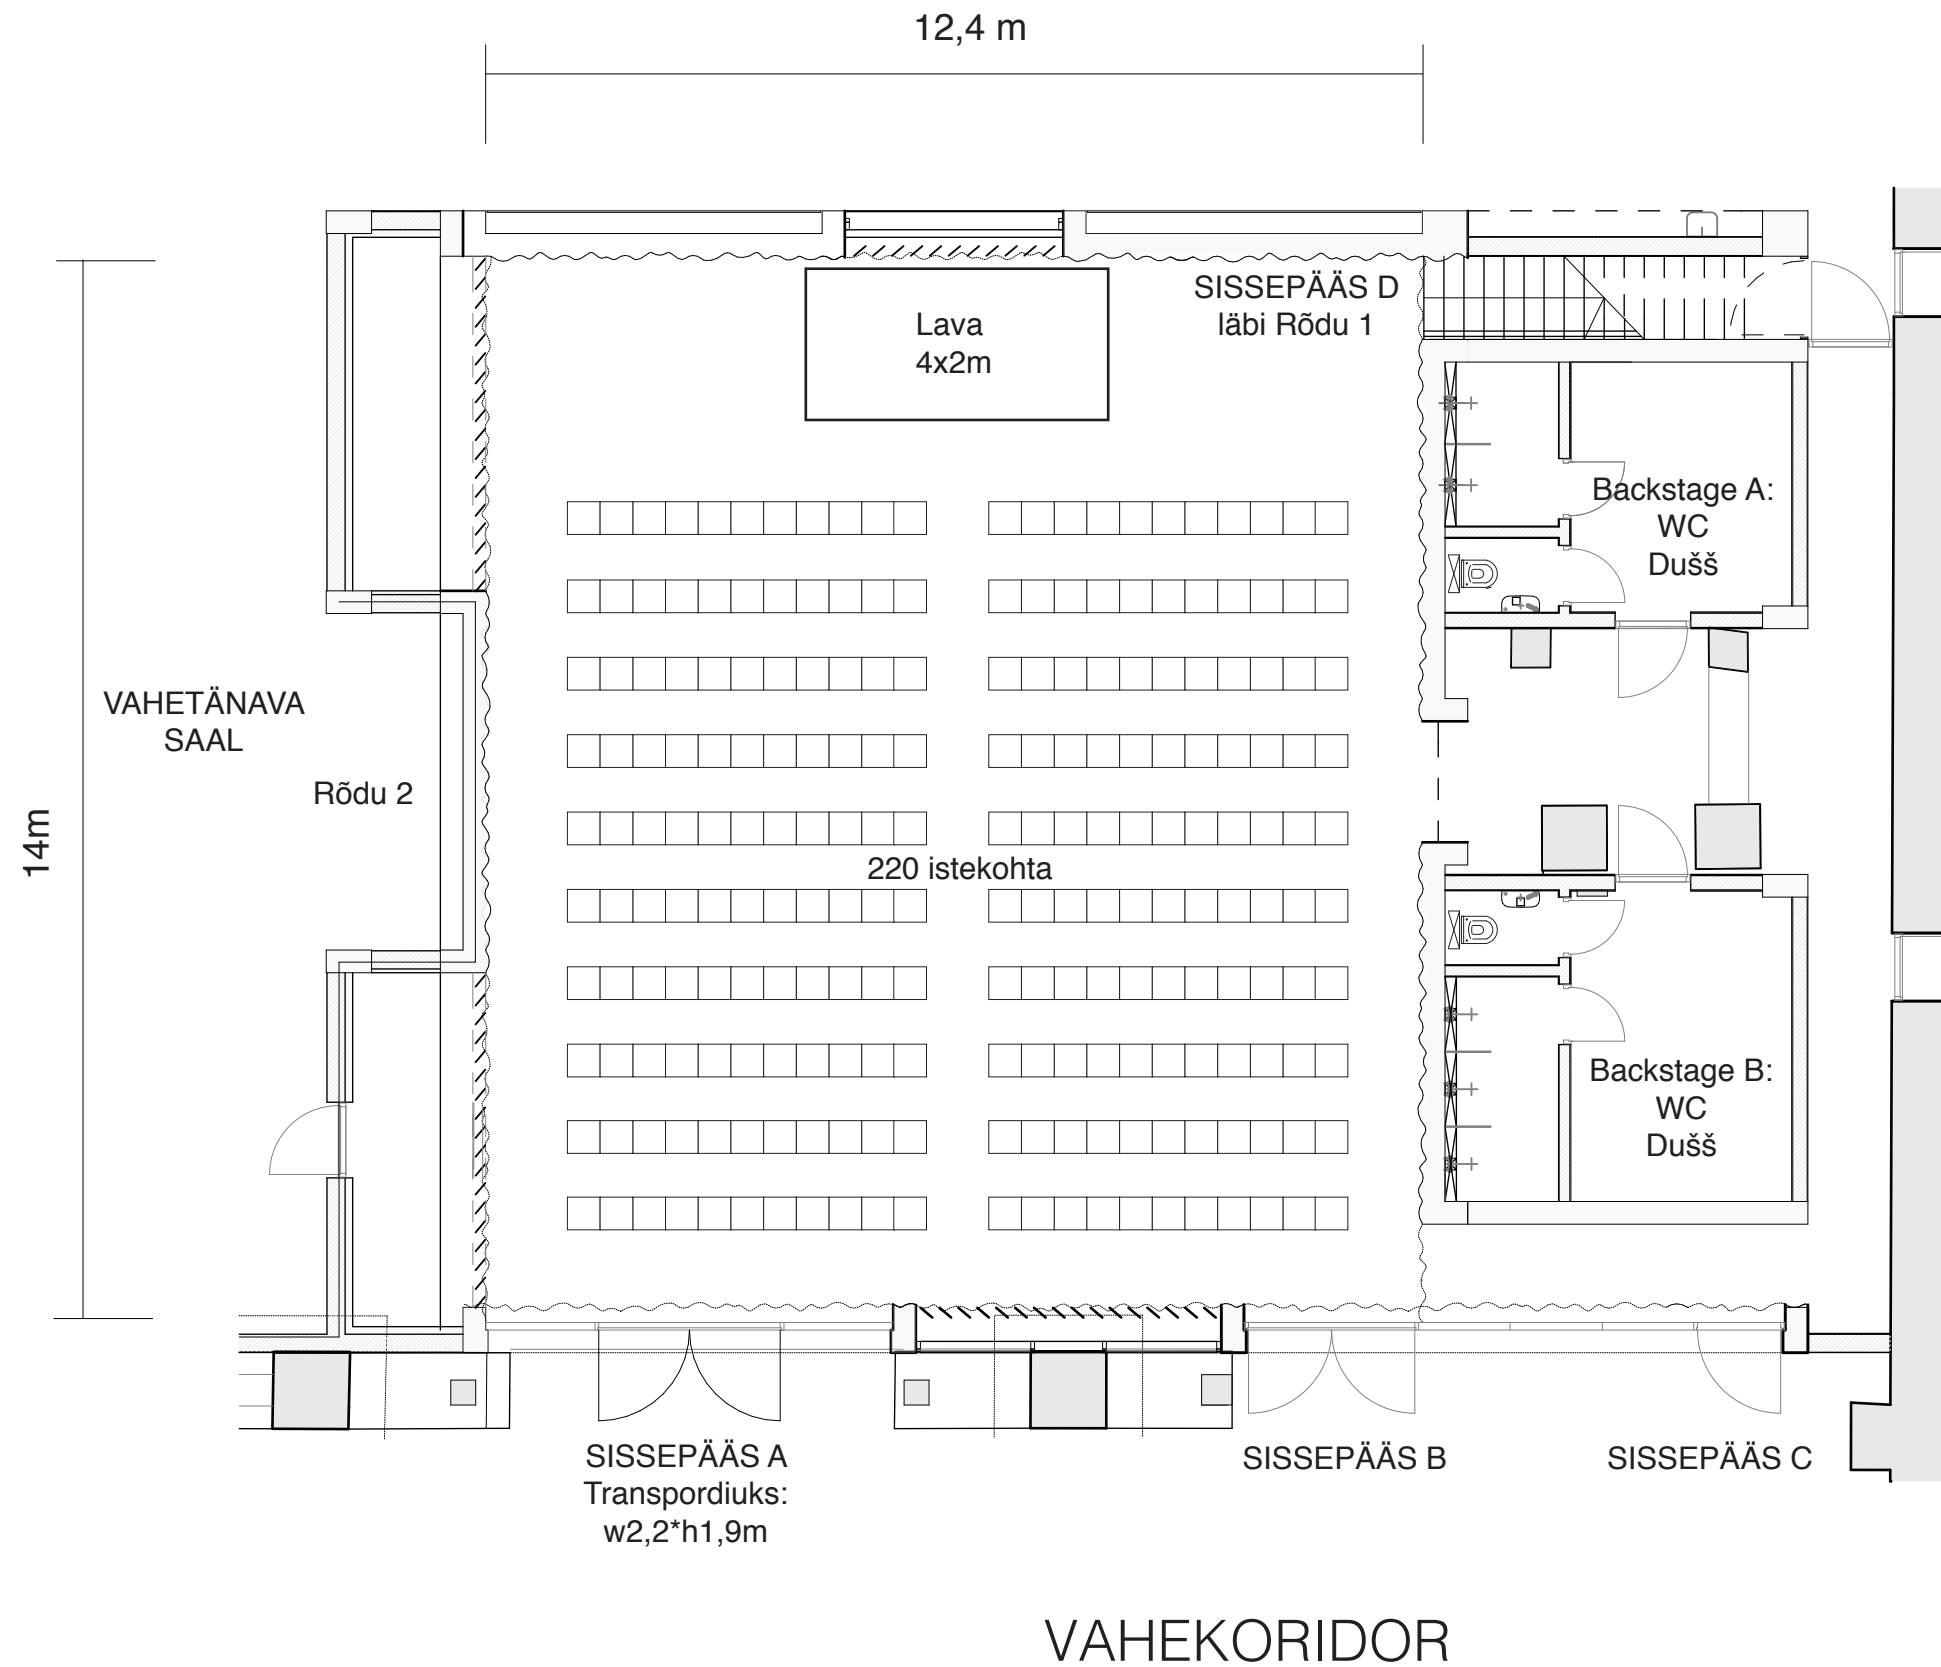 12,4 m
SISSEPÄÄS D
läbi Rõdu 1
Lava
4x2m
Backstage A:
WC
Dušš
VAHETÄNAVA
SAAL
Rõdu 2
14m
220 istekohta
Backstage B:
WC
Dušš
SISSEPÄÄS A
Transpordiuks:
w2,2*h1,9m
SISSEPÄÄS B
SISSEPÄÄS C
VAHEKORIDOR